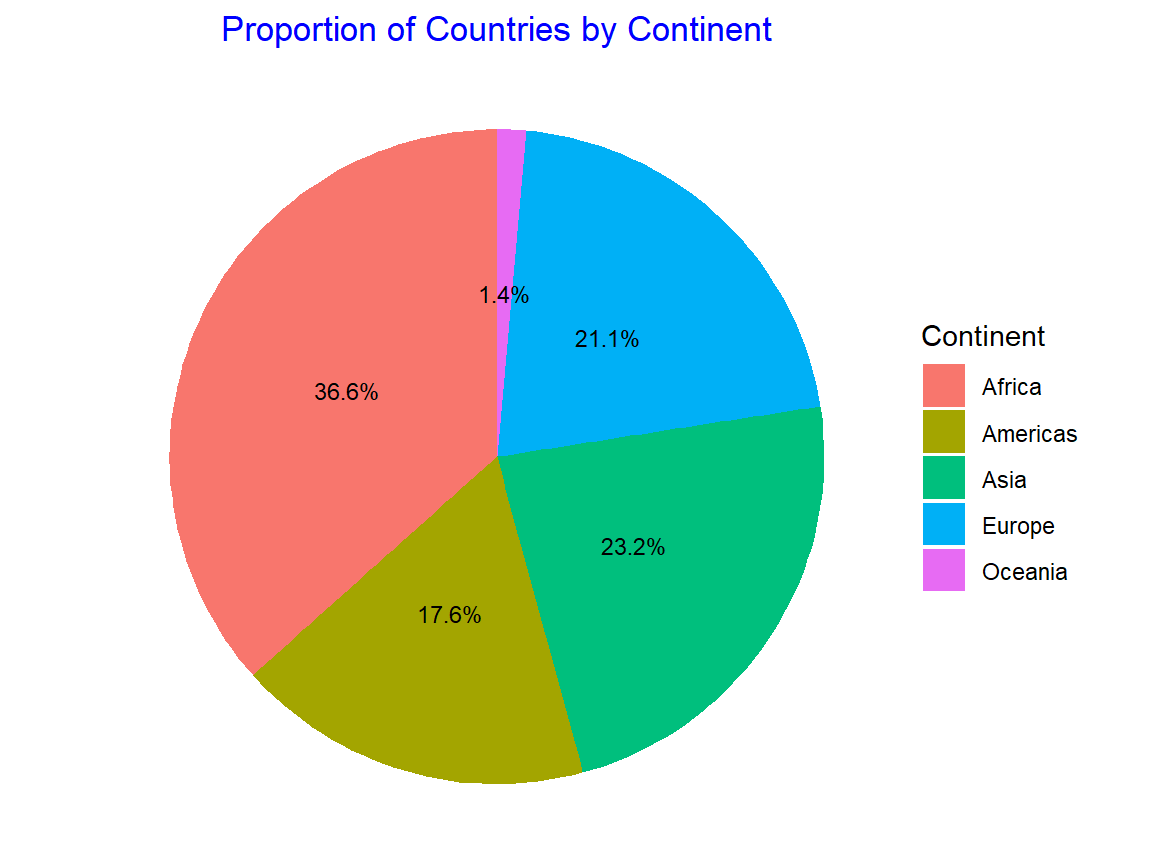 Proportion of Countries by Continent
1.4%
21.1%
36.6%
23.2%
17.6%
Continent
Africa
Americas
Asia
Europe
Oceania